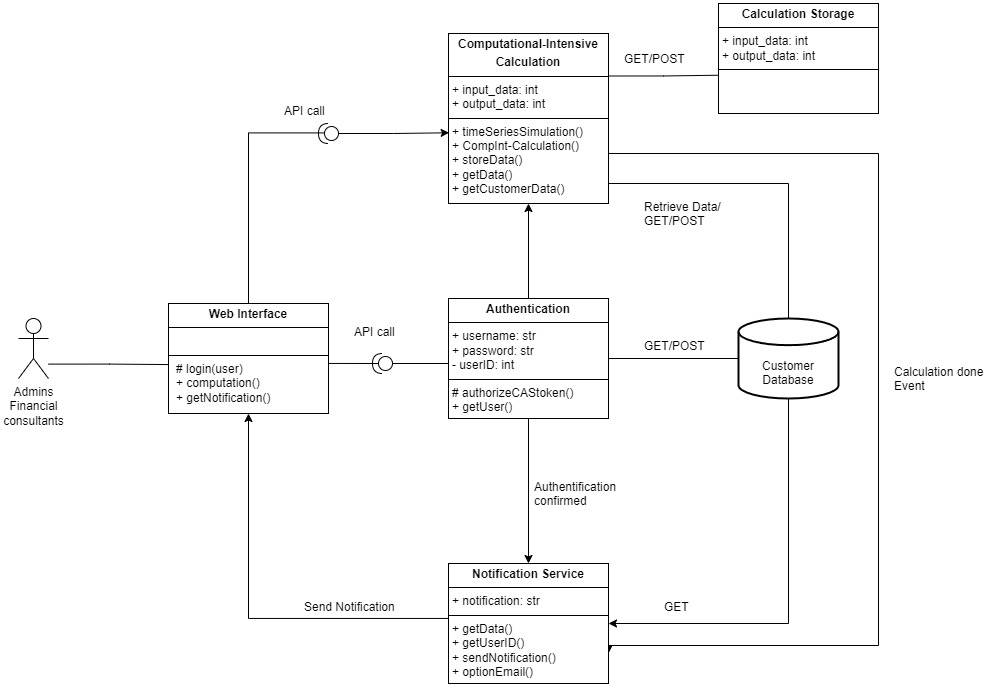 Calculation Storage
+ input_data: int
+ output_data: int
Computational-Intensive
Calculation
+ input_data: int
+ output_data: int
+ timeSeriesSimulation()
+ CompInt-Calculation()
+ storeData()
+ getData()
+ getCustomerData()
GET/POST
API call
Retrieve Data/
GET/POST
Web Interface
# login(user)
+ computation()
+ getNotification()
API call
Authentication
+ username: str
+ password: str
- userID: int
# authorizeCAStoken()
+ getUser()
GET/POST
Customer
Database
Calculation done
Event
Admins
Financial
consultants
Authentification
confirmed
Send Notification
Notification Service
+ notification: str
+ getData()
+ getUserID()
+ sendNotification()
+ optionEmail()
GET